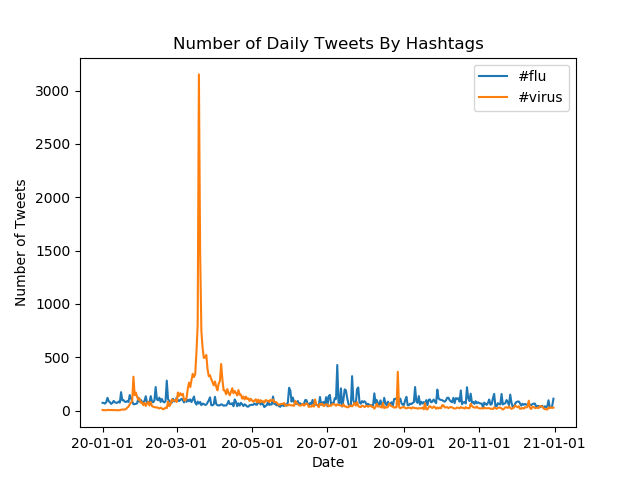 Number of Daily Tweets By Hashtags
#flu
#virus
Number of Tweets
3000
2500
2000
1500
1000
500
0
20-01-01 20-03-01 20-05-01 20-07-01 20-09-01 20-11-01 21-01-01
Date